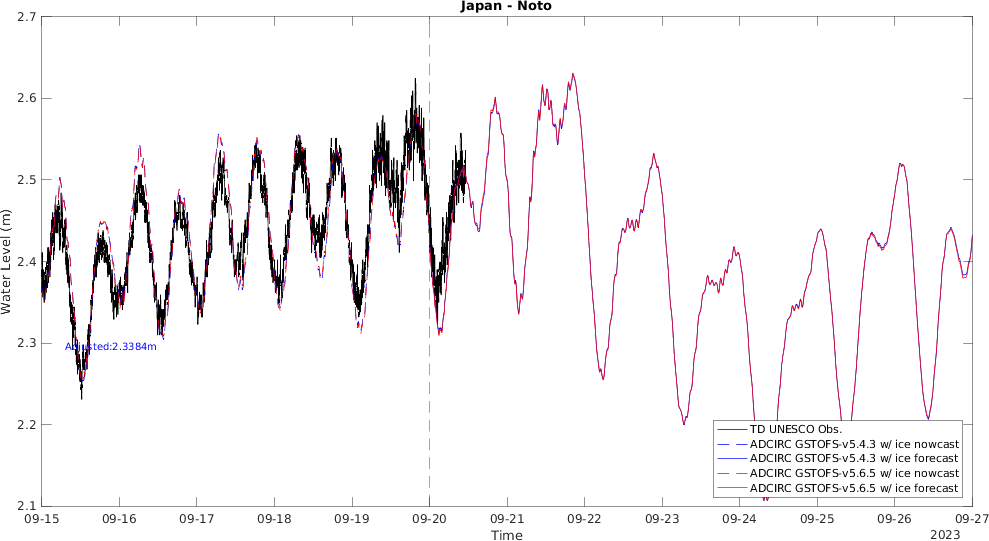 Japan - Noto
2.7
2.6
2.5
2.4
2.3
2.2
2.1
Water Level (m)
Adjusted:2.3384m
TD UNESCO Obs.
ADCIRC GSTOFS-v5.4.3 w/ ice nowcast
ADCIRC GSTOFS-v5.4.3 w/ ice forecast
ADCIRC GSTOFS-v5.6.5 w/ ice nowcast
ADCIRC GSTOFS-v5.6.5 w/ ice forecast
09-15 09-16 09-17 09-18 09-19 09-20 09-21 09-22 09-23 09-24 09-25 09-26 09-27
Time
2023